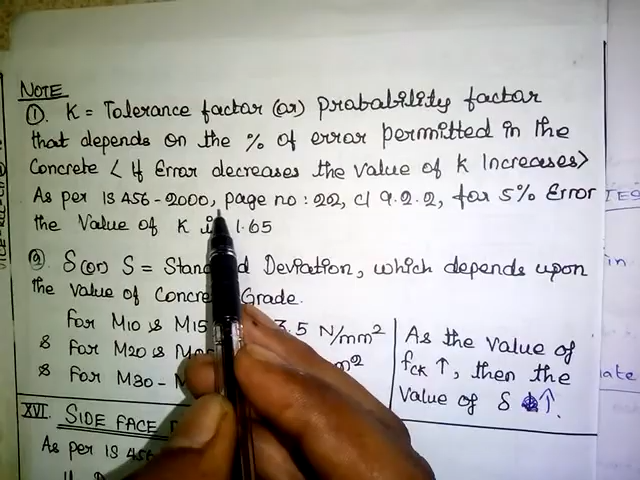 NOTE
①. K = Tolerance factor (or) probability factor
that depends on the % of error permitted in the
Concrete < If Error decreases the value of K Increases>
As per IS 456-2000, page no: 22, cl 9.2.2, for 5% Error
the Value of K is 1.65
②. δ (or) S = Standard Deviation, which depends upon
the value of Concrete Grade.
For M10 & M15 3.5 N/mm²
& For M20 &
& For M30 -
As the value of
fck ↑, then the
value of δ ↑.
XVI. SIDE FACE
As per IS 456
in
ate